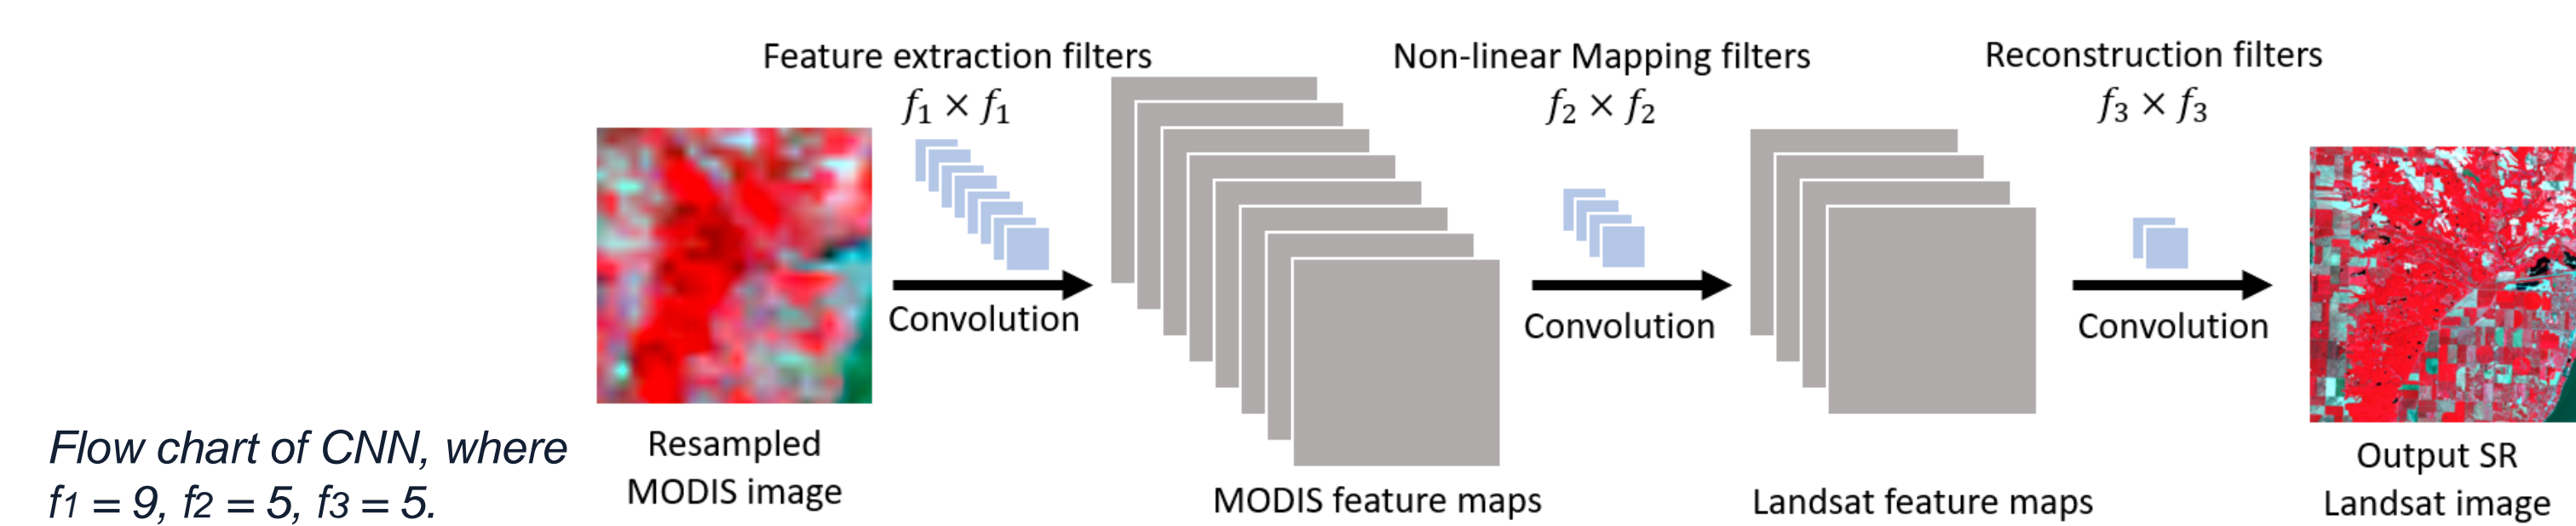 Feature extraction filters
f₁ × f₁
Non-linear Mapping filters
f₂ × f₂
Reconstruction filters
f₃ × f₃
Convolution
Convolution
Convolution
Resampled
MODIS image
MODIS feature maps
Landsat feature maps
Output SR
Landsat image
Flow chart of CNN, where
f1 = 9, f2 = 5, f3 = 5.